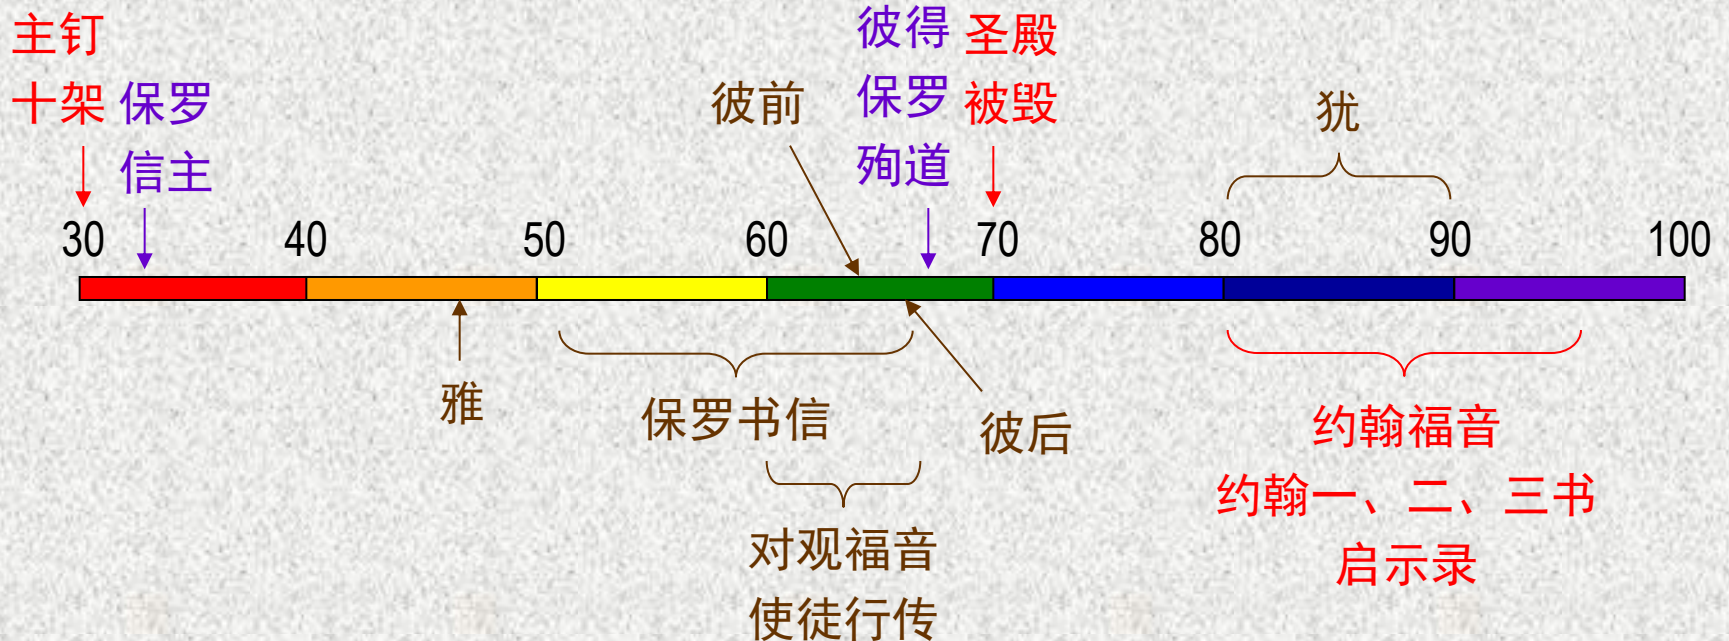 主钉
十架
保罗
信主
彼前
彼得
保罗
殉道
圣殿
被毁
犹
30 40 50 60 70 80 90 100
雅
保罗书信
彼后
对观福音
使徒行传
约翰福音
约翰一、二、三书
启示录